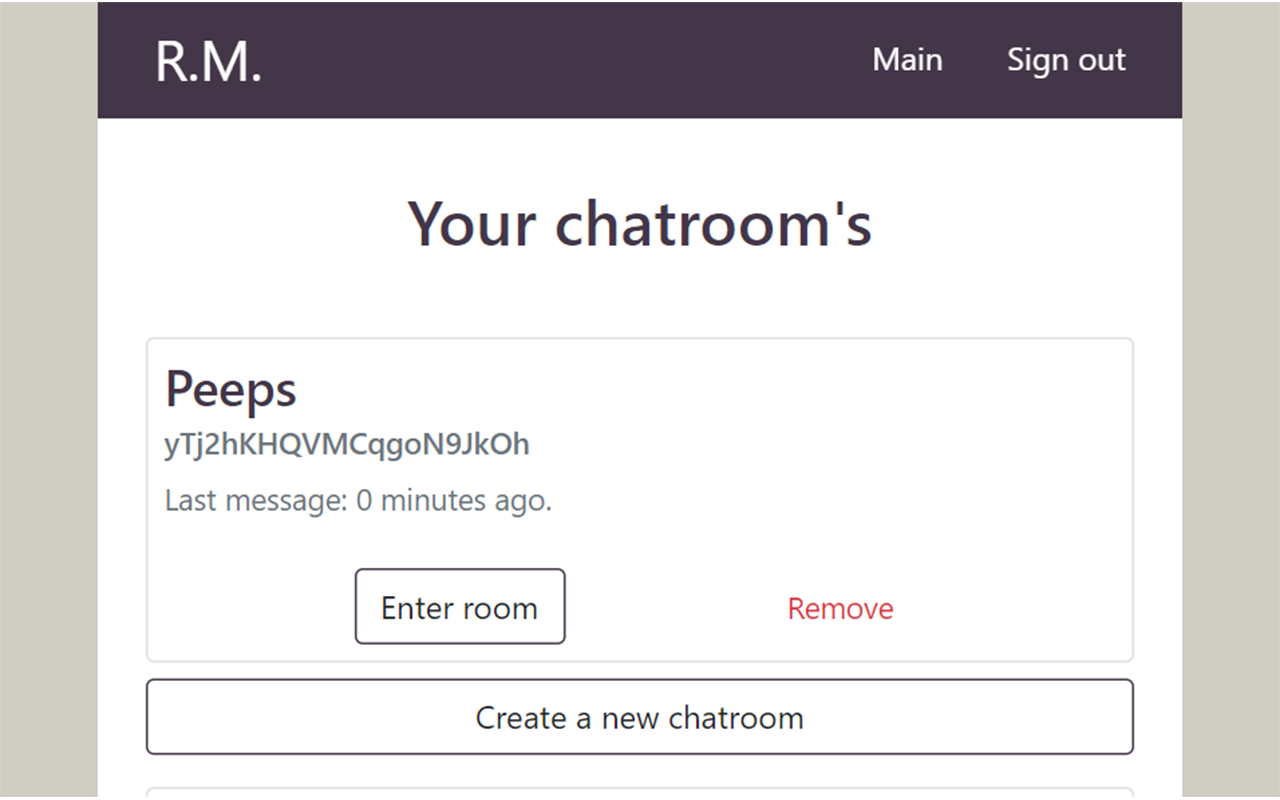 R.M.
Main
Sign out
Your chatroom's
Peeps
yTj2hKHQVMCqgoN9JkOh
Last message: 0 minutes ago.
Enter room
Remove
Create a new chatroom